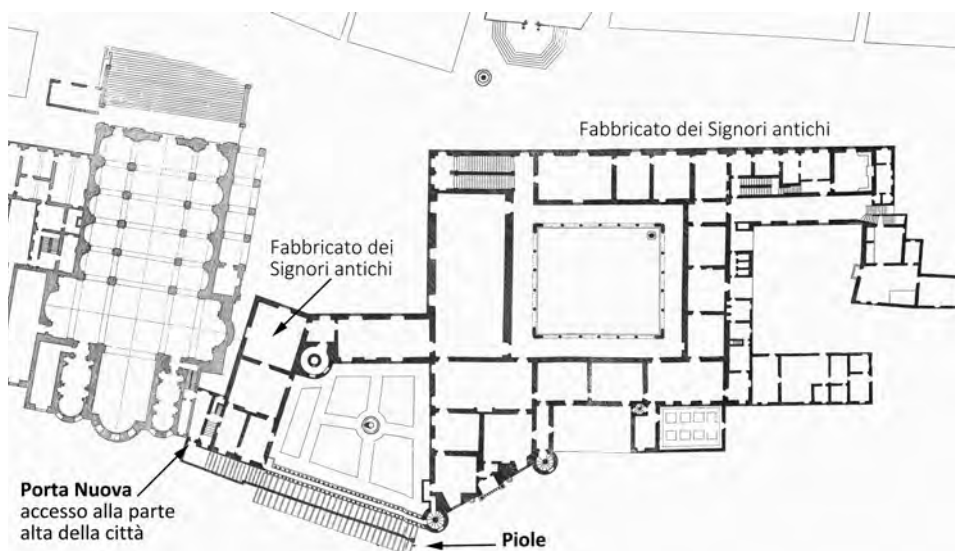 Fabbricato dei Signori antichi
Fabbricato dei
Signori antichi
Porta Nuova
accesso alla parte
alta della città
Piole